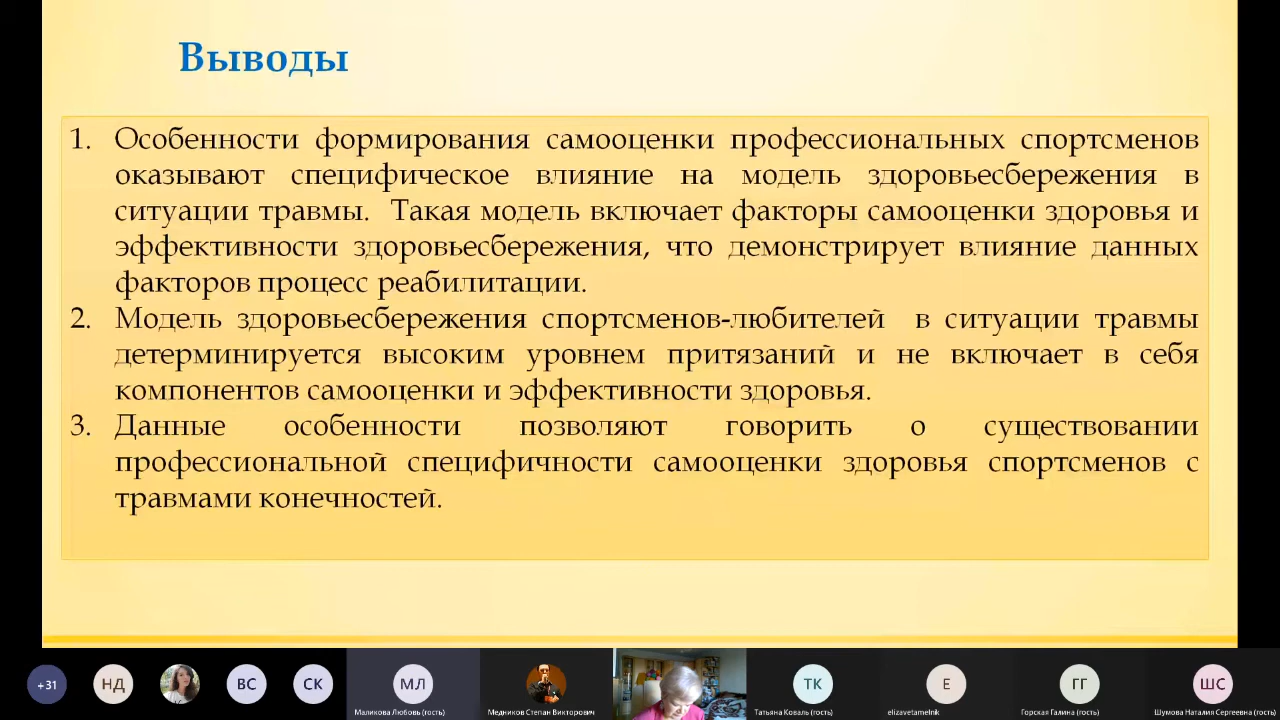 Выводы
1. Особенности формирования самооценки профессиональных спортсменов
оказывают специфическое влияние на модель здоровьесбережения в
ситуации травмы. Такая модель включает факторы самооценки здоровья и
эффективности здоровьесбережения, что демонстрирует влияние данных
факторов процесс реабилитации.
2. Модель здоровьесбережения спортсменов-любителей в ситуации травмы
детерминируется высоким уровнем притязаний и не включает в себя
компонентов самооценки и эффективности здоровья.
3. Данные особенности позволяют говорить о существовании
профессиональной специфичности самооценки здоровья спортсменов с
травмами конечностей.
+31 НД ВС СК МЛ ТК Е ГГ ШС
Маликова Любовь (гость) Медников Степан Викторович Татьяна Коваль (гость) elizavetamelnik Горская Галина (гость) Шумова Наталия Сергеевна (гость)